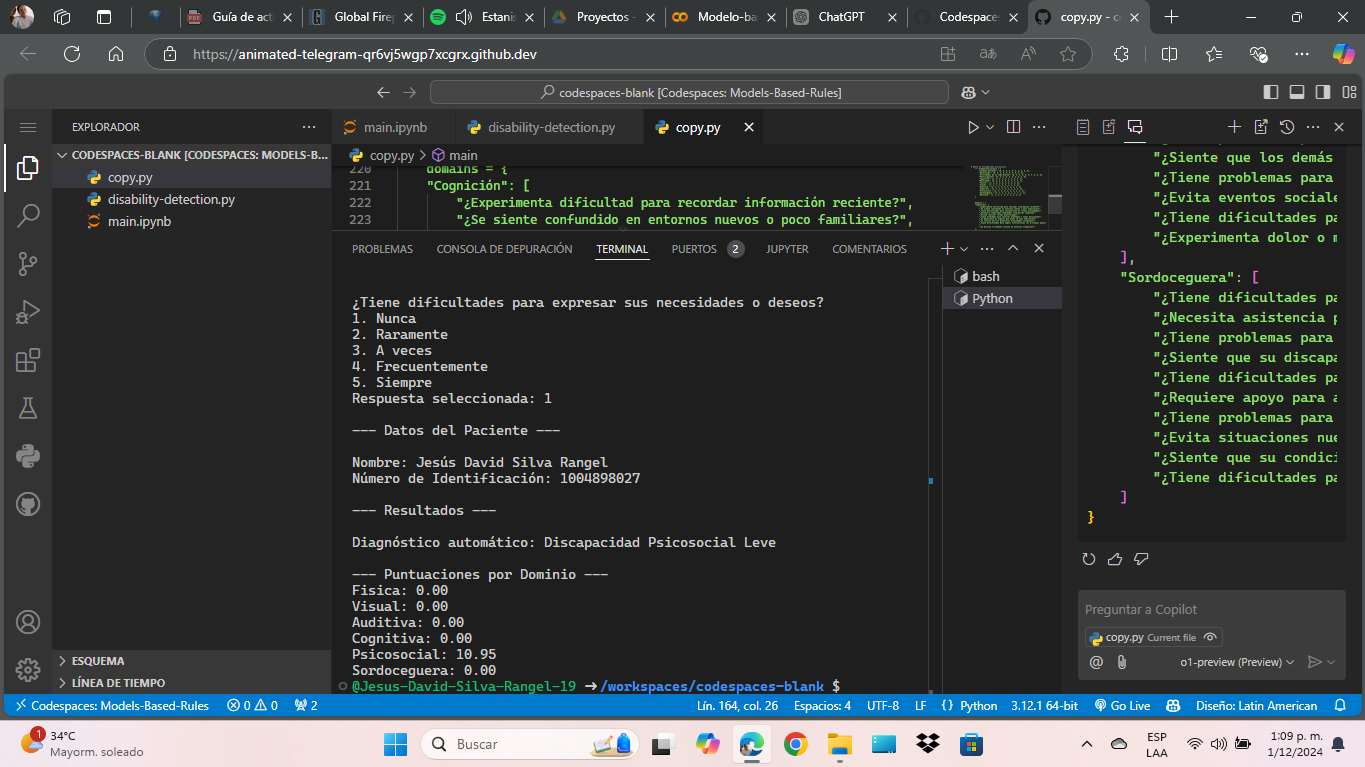 Guía de act
Global Firep
Estanis
Proyectos -
Modelo-ba
ChatGPT
Codespaces
copy.py - c
https://animated-telegram-qr6vj5wgp7xcgrx.github.dev
codespaces-blank [Codespaces: Models-Based-Rules]
EXPLORADOR
CODESPACES-BLANK [CODESPACES: MODELS-B...
copy.py
disability-detection.py
main.ipynb
ESQUEMA
LÍNEA DE TIEMPO
main.ipynb
disability-detection.py
copy.py
copy.py > main
220 domains = {
221 "Cognición": [
222 "¿Experimenta dificultad para recordar información reciente?",
223 "¿Se siente confundido en entornos nuevos o poco familiares?",
PROBLEMAS
CONSOLA DE DEPURACIÓN
TERMINAL
PUERTOS 2
JUPYTER
COMENTARIOS
bash
Python
¿Tiene dificultades para expresar sus necesidades o deseos?
1. Nunca
2. Raramente
3. A veces
4. Frecuentemente
5. Siempre
Respuesta seleccionada: 1
--- Datos del Paciente ---
Nombre: Jesús David Silva Rangel
Número de Identificación: 1004898027
--- Resultados ---
Diagnóstico automático: Discapacidad Psicosocial Leve
--- Puntuaciones por Dominio ---
Fisica: 0.00
Visual: 0.00
Auditiva: 0.00
Cognitiva: 0.00
Psicosocial: 10.95
Sordoceguera: 0.00
@Jesus-David-Silva-Rangel-19 ➜ /workspaces/codespaces-blank $
"¿Siente que los demás
"¿Tiene problemas para
"¿Evita eventos sociale
"¿Tiene dificultades pa
"¿Experimenta dolor o m
],
"Sordoceguera": [
"¿Tiene dificultades pa
"¿Necesita asistencia p
"¿Tiene problemas para
"¿Siente que su discapa
"¿Tiene dificultades pa
"¿Requiere apoyo para a
"¿Tiene problemas para
"¿Evita situaciones nue
"¿Siente que su condici
"¿Tiene dificultades pa
]
}
Preguntar a Copilot
copy.py Current file
o1-preview (Preview)
Codespaces: Models-Based-Rules
0 0
2
Lín. 164, col. 26
Espacios: 4
UTF-8
LF
Python
3.12.1 64-bit
Go Live
Diseño: Latin American
1
34°C
Mayorm. soleado
Buscar
ESP
LAA
1:09 p. m.
1/12/2024